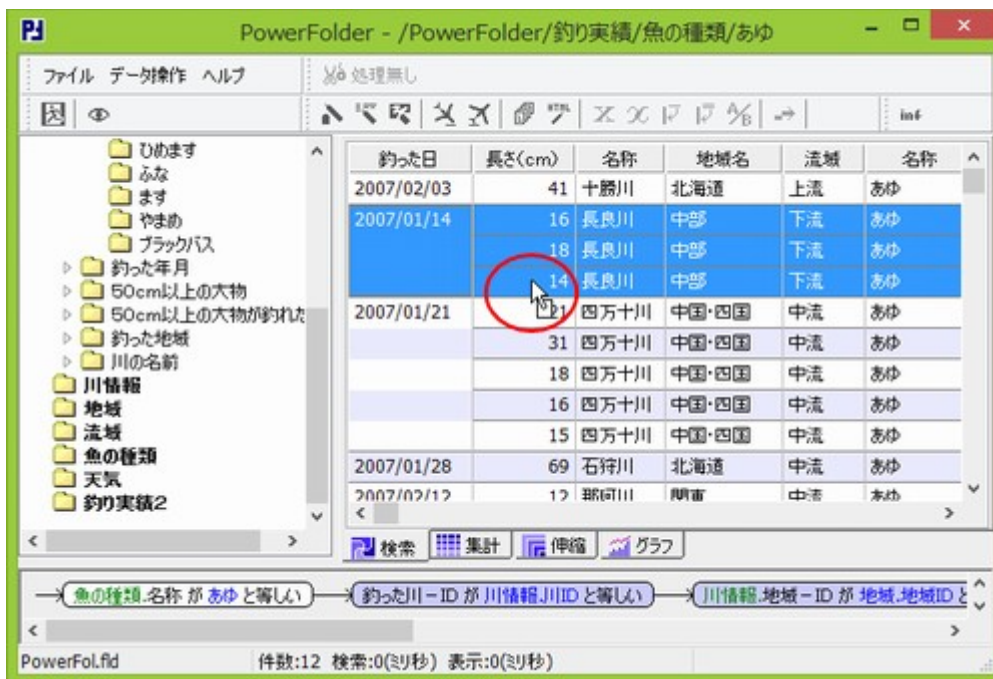 PowerFolder - /PowerFolder/釣り実績/魚の種類/あゆ
ファイル データ操作 ヘルプ 処理無し
inf
ひめます
ふな
ます
やまめ
ブラックバス
釣った年月
50cm以上の大物
50cm以上の大物が釣れた
釣った地域
川の名前
川情報
地域
流域
魚の種類
天気
釣り実績2
釣った日 長さ(cm) 名称 地域名 流域 名称
2007/02/03 41 十勝川 北海道 上流 あゆ
2007/01/14 16 長良川 中部 下流 あゆ
18 長良川 中部 下流 あゆ
14 長良川 中部 下流 あゆ
2007/01/21 21 四万十川 中国・四国 中流 あゆ
31 四万十川 中国・四国 中流 あゆ
18 四万十川 中国・四国 中流 あゆ
16 四万十川 中国・四国 中流 あゆ
15 四万十川 中国・四国 中流 あゆ
2007/01/28 69 石狩川 北海道 中流 あゆ
2007/02/12 12 那珂川 関東 中流 あゆ
検索 集計 伸縮 グラフ
魚の種類.名称 が あゆ と等しい 釣った川-ID が 川情報.川ID と等しい 川情報.地域-ID が 地域.地域ID と
PowerFol.fld 件数:12 検索:0(ミリ秒) 表示:0(ミリ秒)